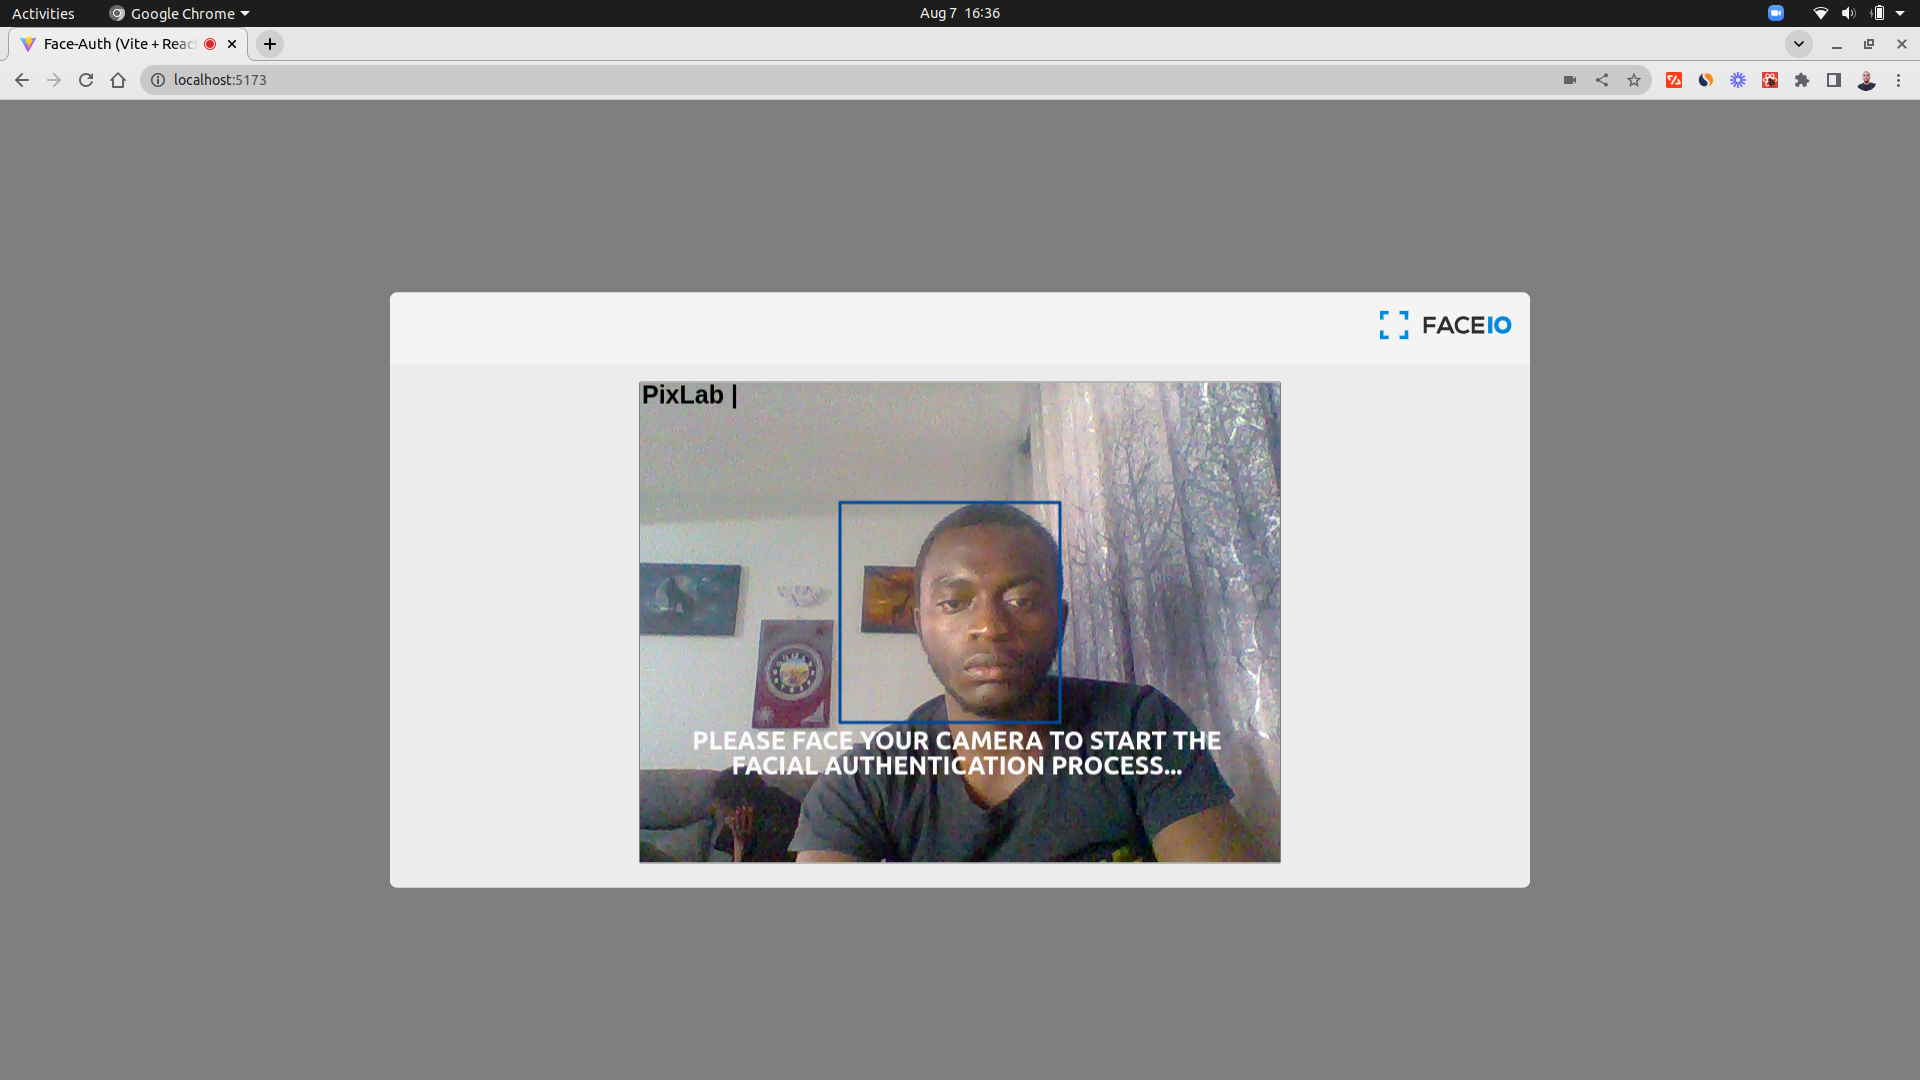 Activities
Google Chrome
Aug 7 16:36
Face-Auth (Vite + Reac
localhost:5173
FACEIO
PixLab |
PLEASE FACE YOUR CAMERA TO START THE
FACIAL AUTHENTICATION PROCESS...